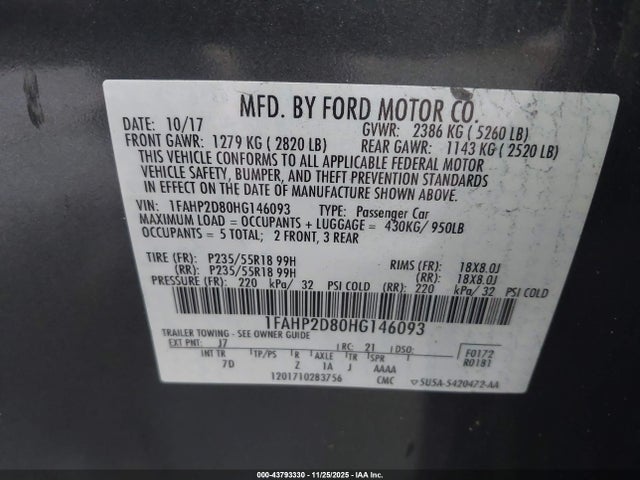 MFD. BY FORD MOTOR CO.
DATE: 10/17 GVWR: 2386 KG ( 5260 LB)
FRONT GAWR: 1279 KG ( 2820 LB) REAR GAWR: 1143 KG ( 2520 LB)
THIS VEHICLE CONFORMS TO ALL APPLICABLE FEDERAL MOTOR
VEHICLE SAFETY, BUMPER, AND THEFT PREVENTION STANDARDS
IN EFFECT ON THE DATE OF MANUFACTURE SHOWN ABOVE.
VIN: 1FAHP2D80HG146093 TYPE: Passenger Car
MAXIMUM LOAD = OCCUPANTS + LUGGAGE = 430KG/ 950LB
OCCUPANTS = 5 TOTAL; 2 FRONT, 3 REAR
TIRE (FR): P235/55R18 99H RIMS (FR): 18X8.0J
(RR): P235/55R18 99H (RR): 18X8.0J
PRESSURE (FR): 220 kPa/ 32 PSI COLD (RR): 220 kPa/ 32 PSI COLD
1FAHP2D80HG146093
TRAILER TOWING - SEE OWNER GUIDE
EXT PNT: J7 RC: 21 DSO: F0172
INT TR TP/PS R AXLE TR SPR R0181
7D Z 1A J AAAA
1201710283756 CMC SU5A-5420472-AA
000-43793330 - 11/25/2025 - IAA Inc.